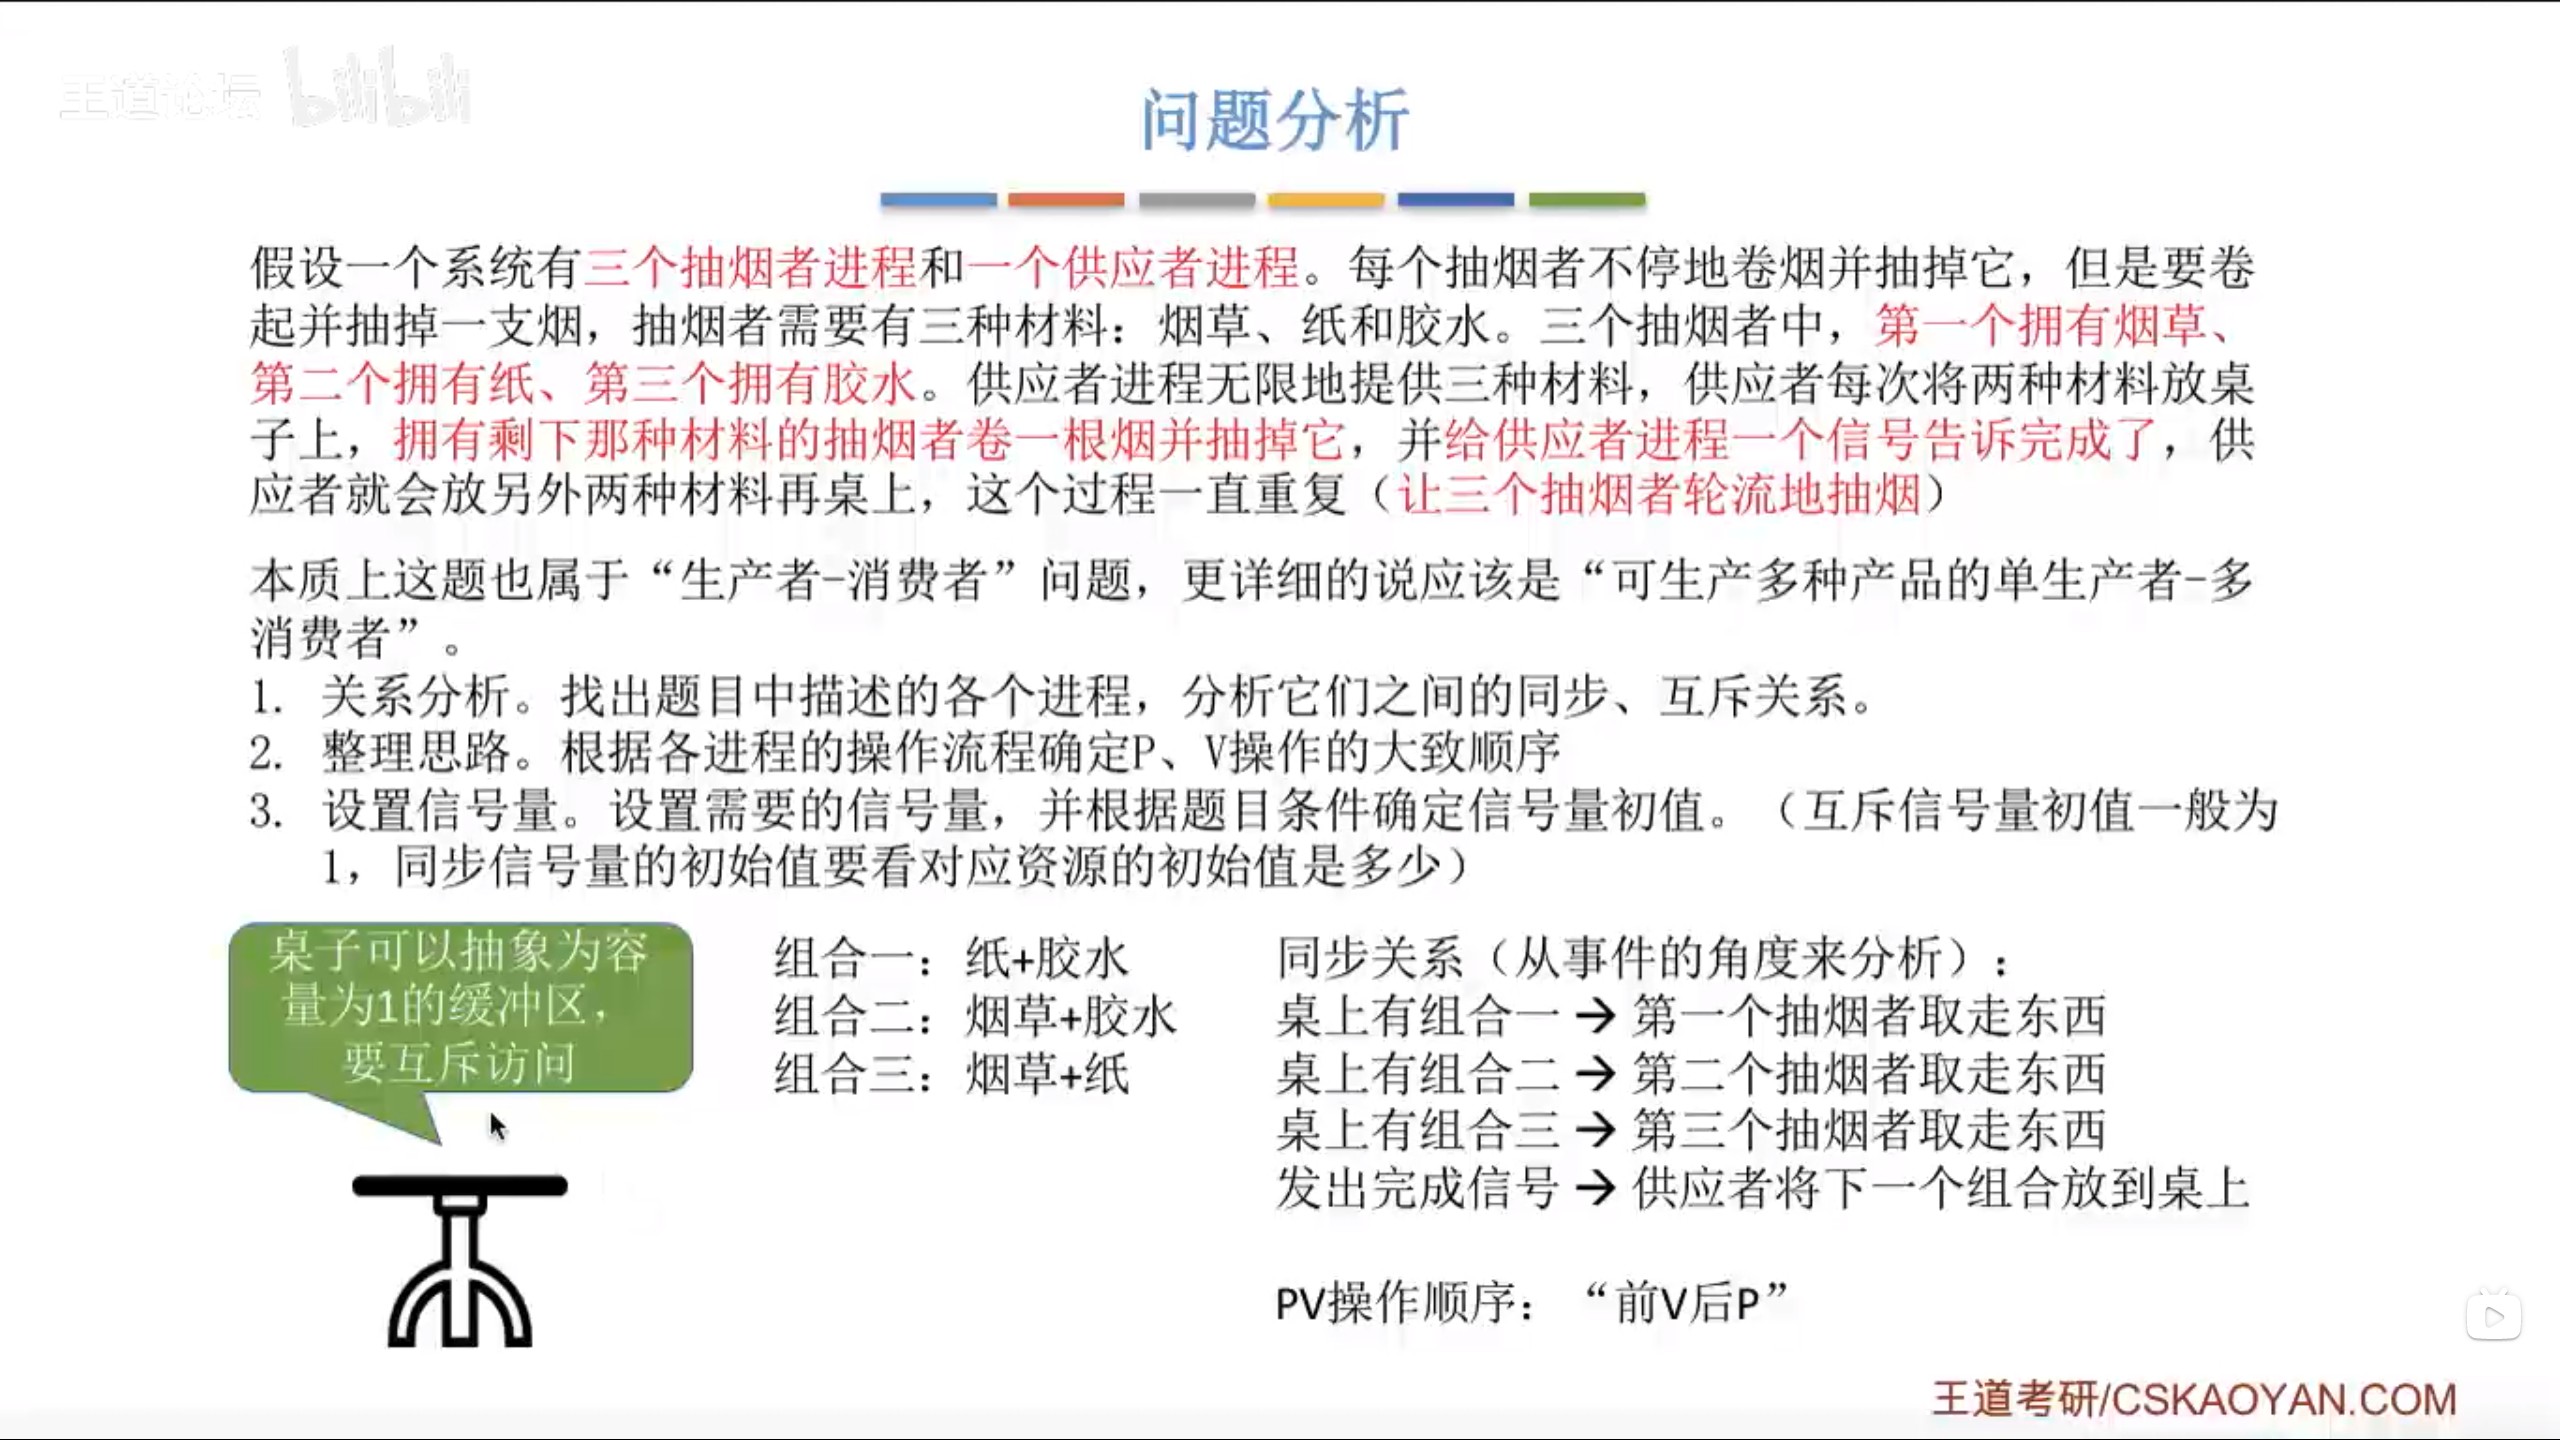 王道论坛 bilibili
问题分析
假设一个系统有三个抽烟者进程和一个供应者进程。每个抽烟者不停地卷烟并抽掉它，但是要卷
起并抽掉一支烟，抽烟者需要有三种材料：烟草、纸和胶水。三个抽烟者中，第一个拥有烟草、
第二个拥有纸、第三个拥有胶水。供应者进程无限地提供三种材料，供应者每次将两种材料放桌
子上，拥有剩下那种材料的抽烟者卷一根烟并抽掉它，并给供应者进程一个信号告诉完成了，供
应者就会放另外两种材料再桌上，这个过程一直重复（让三个抽烟者轮流地抽烟）
本质上这题也属于“生产者-消费者”问题，更详细的说应该是“可生产多种产品的单生产者-多
消费者”。
1. 关系分析。找出题目中描述的各个进程，分析它们之间的同步、互斥关系。
2. 整理思路。根据各进程的操作流程确定P、V操作的大致顺序
3. 设置信号量。设置需要的信号量，并根据题目条件确定信号量初值。（互斥信号量初值一般为
1，同步信号量的初始值要看对应资源的初始值是多少）
桌子可以抽象为容
量为1的缓冲区，
要互斥访问
组合一：纸+胶水
组合二：烟草+胶水
组合三：烟草+纸
同步关系（从事件的角度来分析）：
桌上有组合一 → 第一个抽烟者取走东西
桌上有组合二 → 第二个抽烟者取走东西
桌上有组合三 → 第三个抽烟者取走东西
发出完成信号 → 供应者将下一个组合放到桌上
PV操作顺序：“前V后P”
王道考研/CSKAOYAN.COM